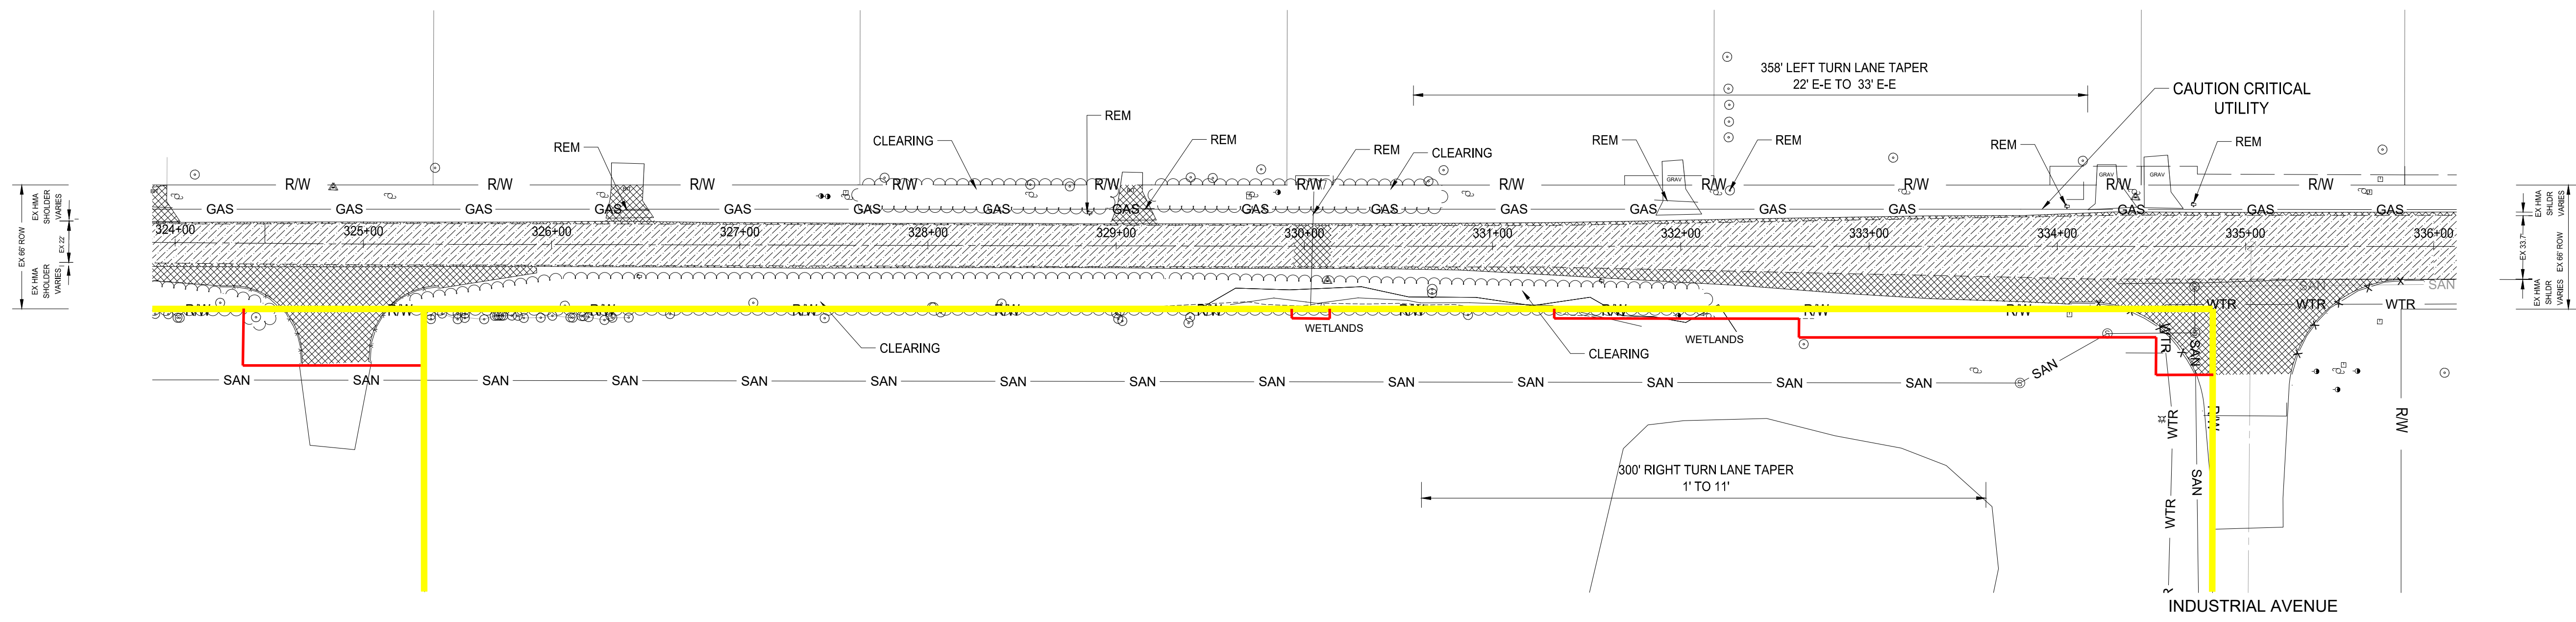 358' LEFT TURN LANE TAPER
22' E-E TO 33' E-E
CAUTION CRITICAL
UTILITY
REM
CLEARING
REM
REM
REM
CLEARING
REM
REM
REM
REM
R/W R/W R/W R/W R/W R/W R/W R/W R/W R/W R/W
GRAV
GRAV
GRAV
GAS GAS GAS GAS GAS GAS GAS GAS GAS GAS GAS GAS GAS GAS GAS GAS GAS GAS
324+00 325+00 326+00 327+00 328+00 329+00 330+00 331+00 332+00 333+00 334+00 335+00 336+00
EX 66' ROW
EX HMA
SHOLDER
VARIES
EX 22'
EX HMA
SHOLDER
VARIES
EX HMA
SHLDR
VARIES
EX 33.7'
EX 66' ROW
EX HMA
SHLDR
VARIES
SAN SAN
WTR WTR WTR
R/W R/W R/W R/W R/W R/W R/W R/W R/W R/W
WETLANDS
WETLANDS
CLEARING
CLEARING
WTR
SAN
SAN
SAN SAN SAN SAN SAN SAN SAN SAN SAN SAN SAN SAN SAN SAN
WTR
R/W
R/W
300' RIGHT TURN LANE TAPER
1' TO 11'
SAN
WTR
INDUSTRIAL AVENUE